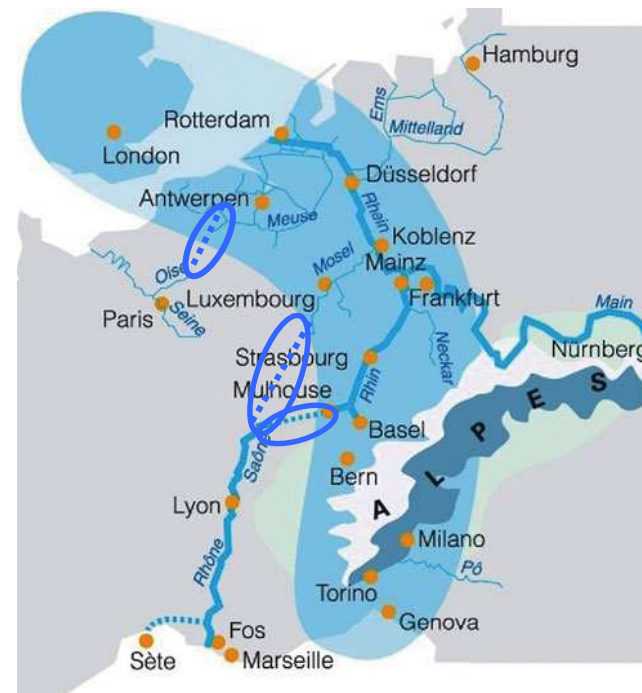 Hamburg
Ems
Mittelland
Rotterdam
London
Düsseldorf
Antwerpen
Rhein
Meuse
Koblenz
Oise
Mosel
Mainz
Luxembourg
Frankfurt
Seine
Paris
Main
Neckar
Nürnberg
Strasbourg
Rhin
Mulhouse
Basel
Saône
Bern
ALPES
Lyon
Milano
Rhône
Pô
Torino
Genova
Fos
Sète
Marseille